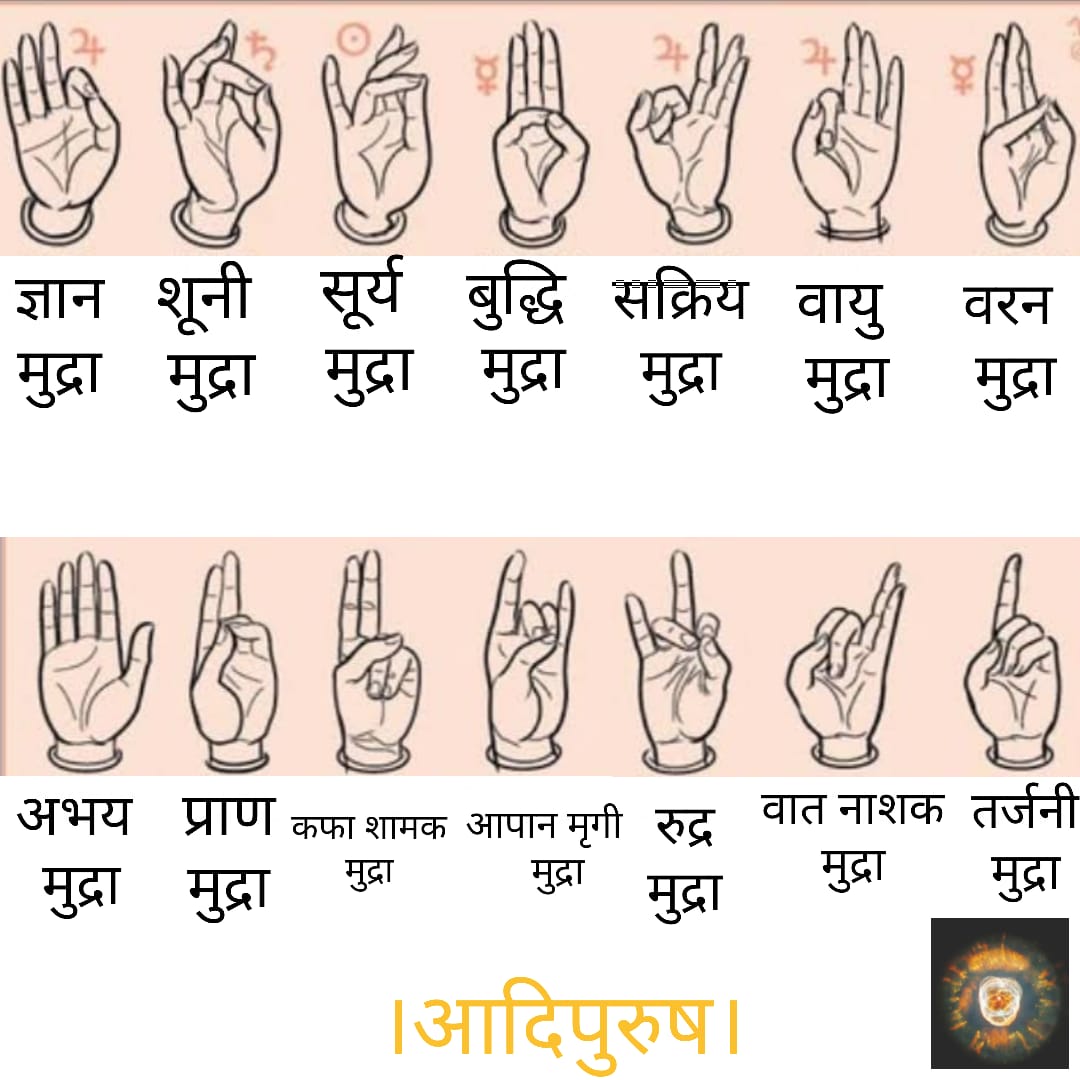 ज्ञान शूनी सूर्य बुद्धि सक्रिय वायु वरन
मुद्रा मुद्रा मुद्रा मुद्रा मुद्रा मुद्रा मुद्रा
अभय प्राण कफा शामक आपान मृगी रुद्र वात नाशक तर्जनी
मुद्रा मुद्रा मुद्रा मुद्रा मुद्रा मुद्रा मुद्रा
।आदिपुरुष।